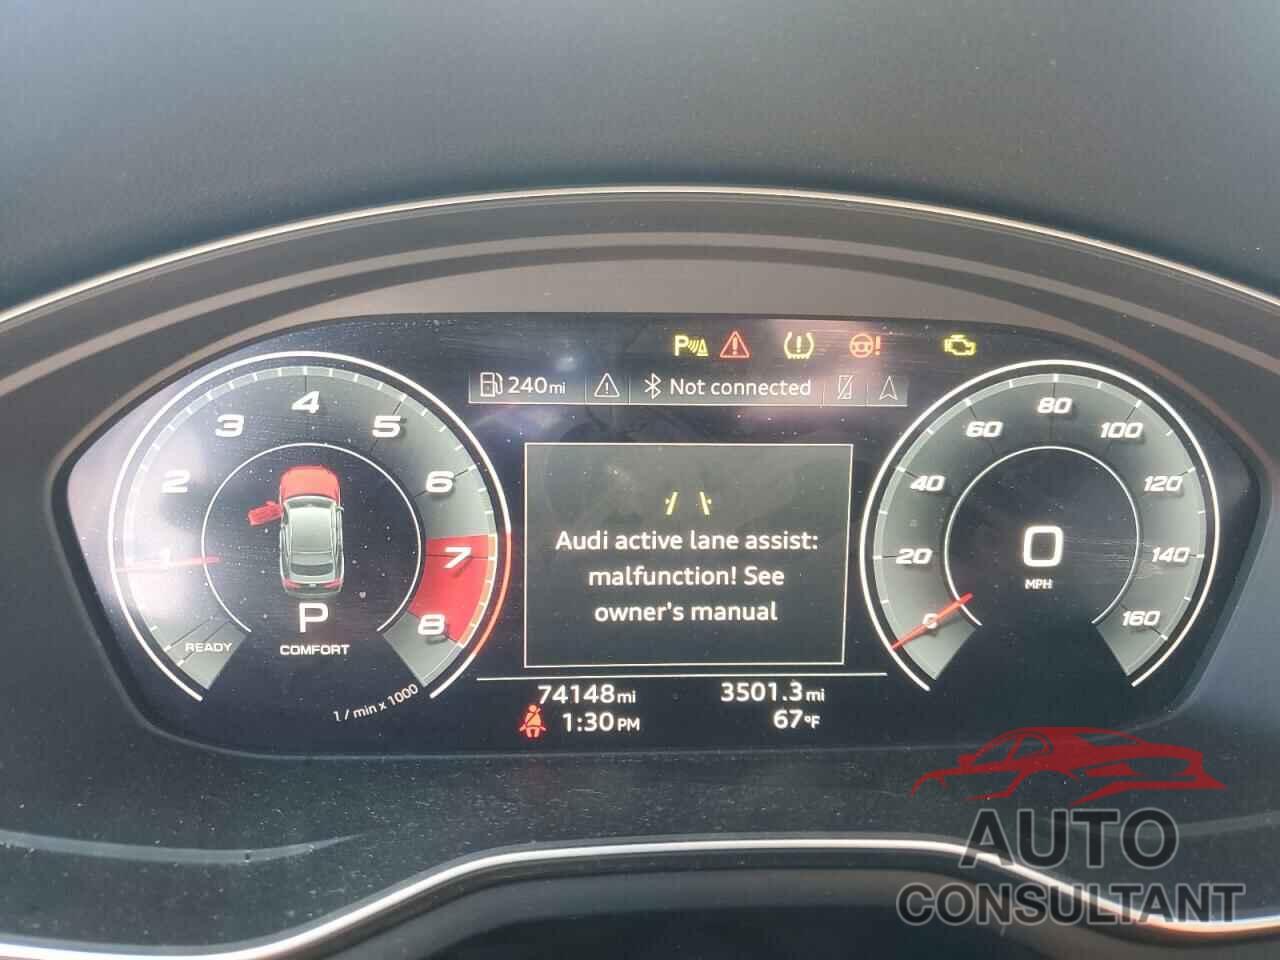 P
240mi
Not connected
1
2
3
4
5
6
7
8
READY
P
COMFORT
1 / min x 1000
Audi active lane assist:
malfunction! See
owner's manual
74148mi 3501.3mi
1:30PM 67°F
0
20
40
60
80
100
120
140
160
0
MPH
AUTO
CONSULTANT